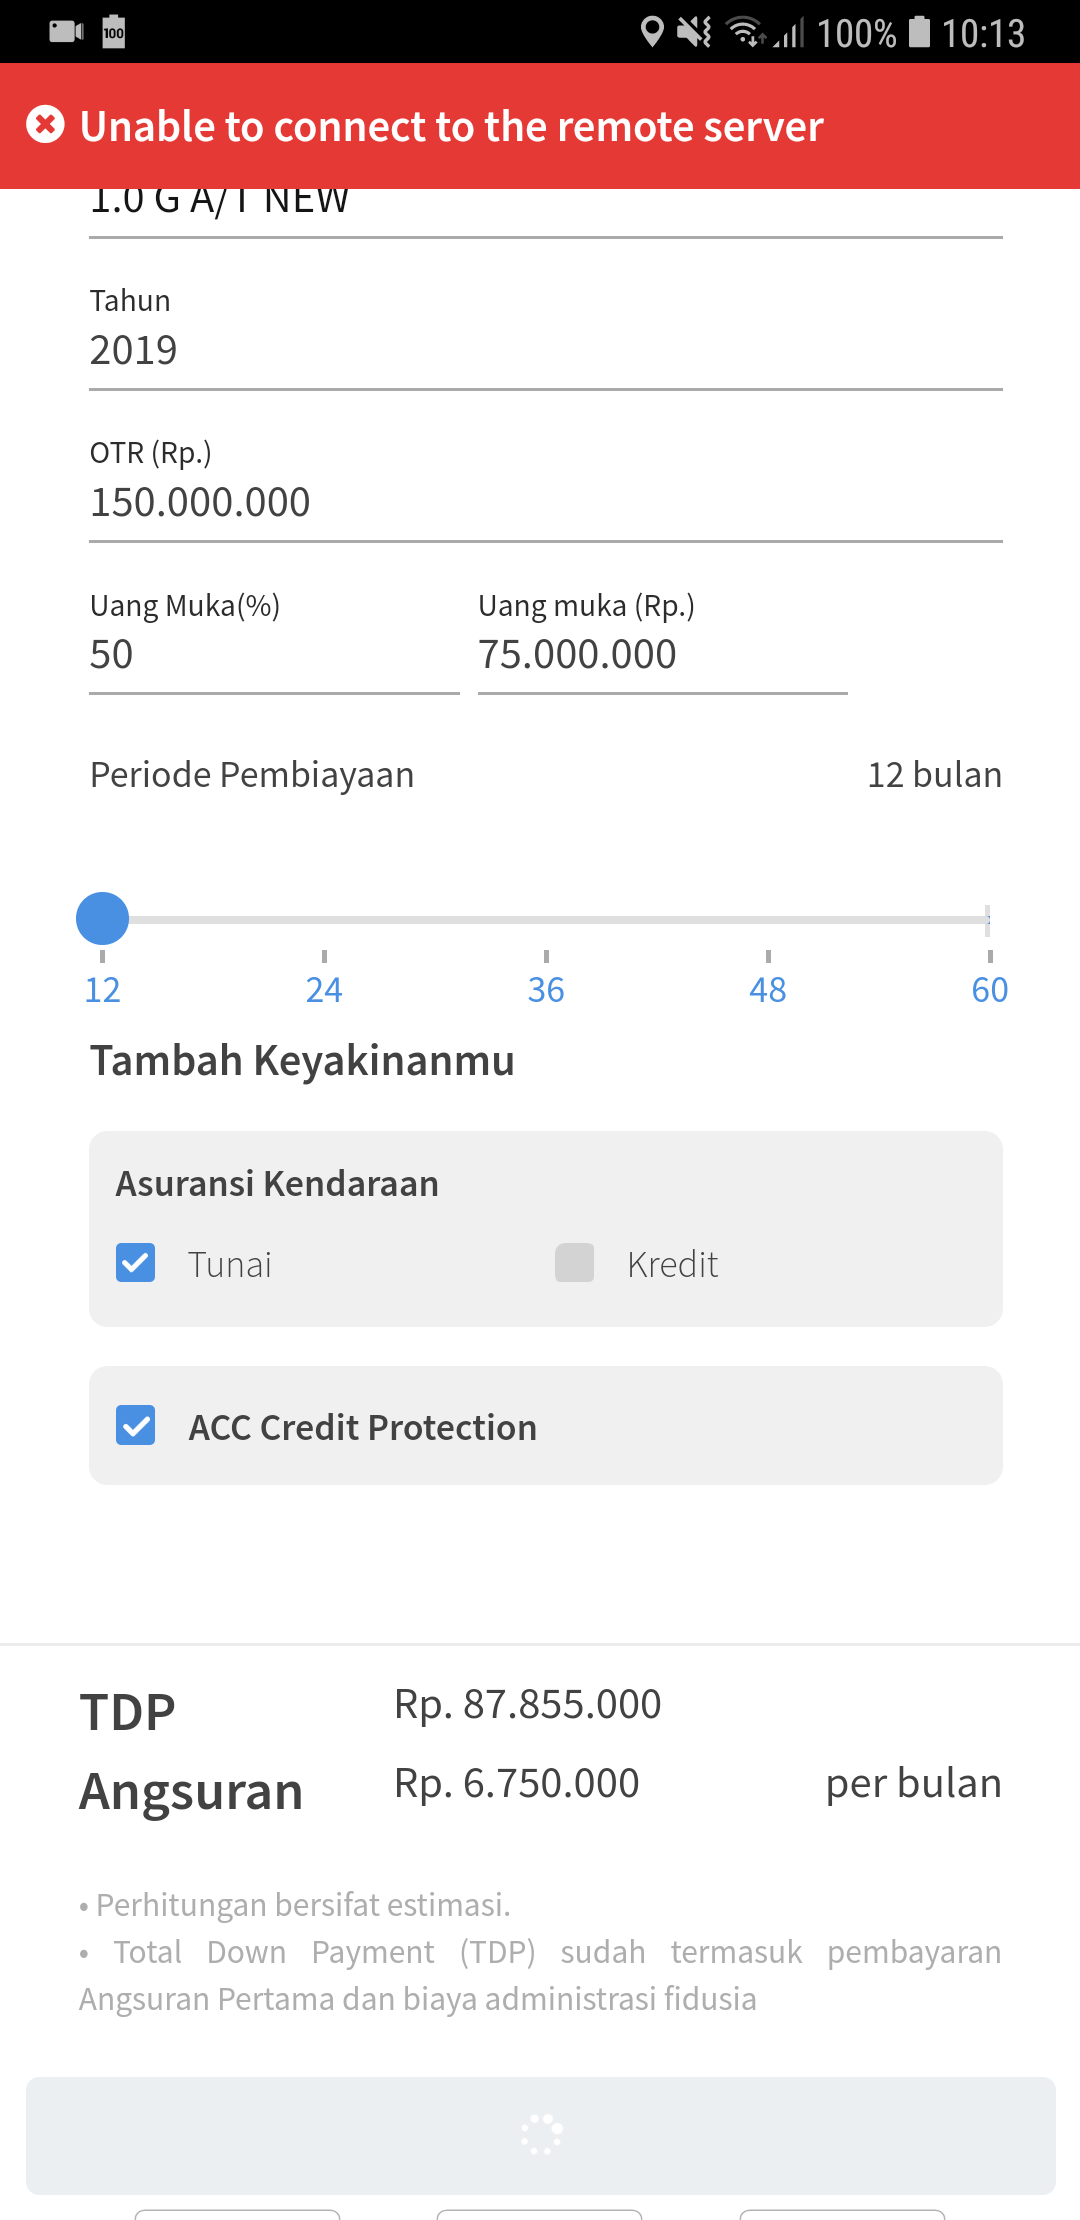 100 100% 10:13
Unable to connect to the remote server
1.0 G A/T NEW
Tahun
2019
OTR (Rp.)
150.000.000
Uang Muka(%) Uang muka (Rp.)
50 75.000.000
Periode Pembiayaan 12 bulan
12 24 36 48 60
Tambah Keyakinanmu
Asuransi Kendaraan
Tunai Kredit
ACC Credit Protection
TDP Rp. 87.855.000
Angsuran Rp. 6.750.000 per bulan
• Perhitungan bersifat estimasi.
• Total Down Payment (TDP) sudah termasuk pembayaran
Angsuran Pertama dan biaya administrasi fidusia